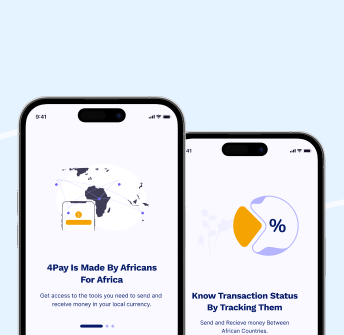 9:41
4Pay Is Made By Africans
For Africa
Get access to the tools you need to send and
receive money in your local currency.
41
%
Know Transaction Status
By Tracking Them
Send and Recieve money Between
African Countries.